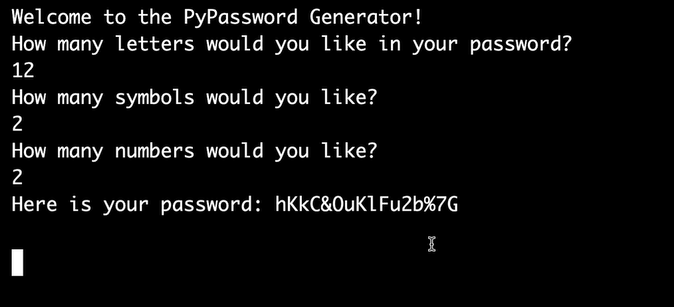 Welcome to the PyPassword Generator!
How many letters would you like in your password?
12
How many symbols would you like?
2
How many numbers would you like?
2
Here is your password: hKkC&OuKlFu2b%7G